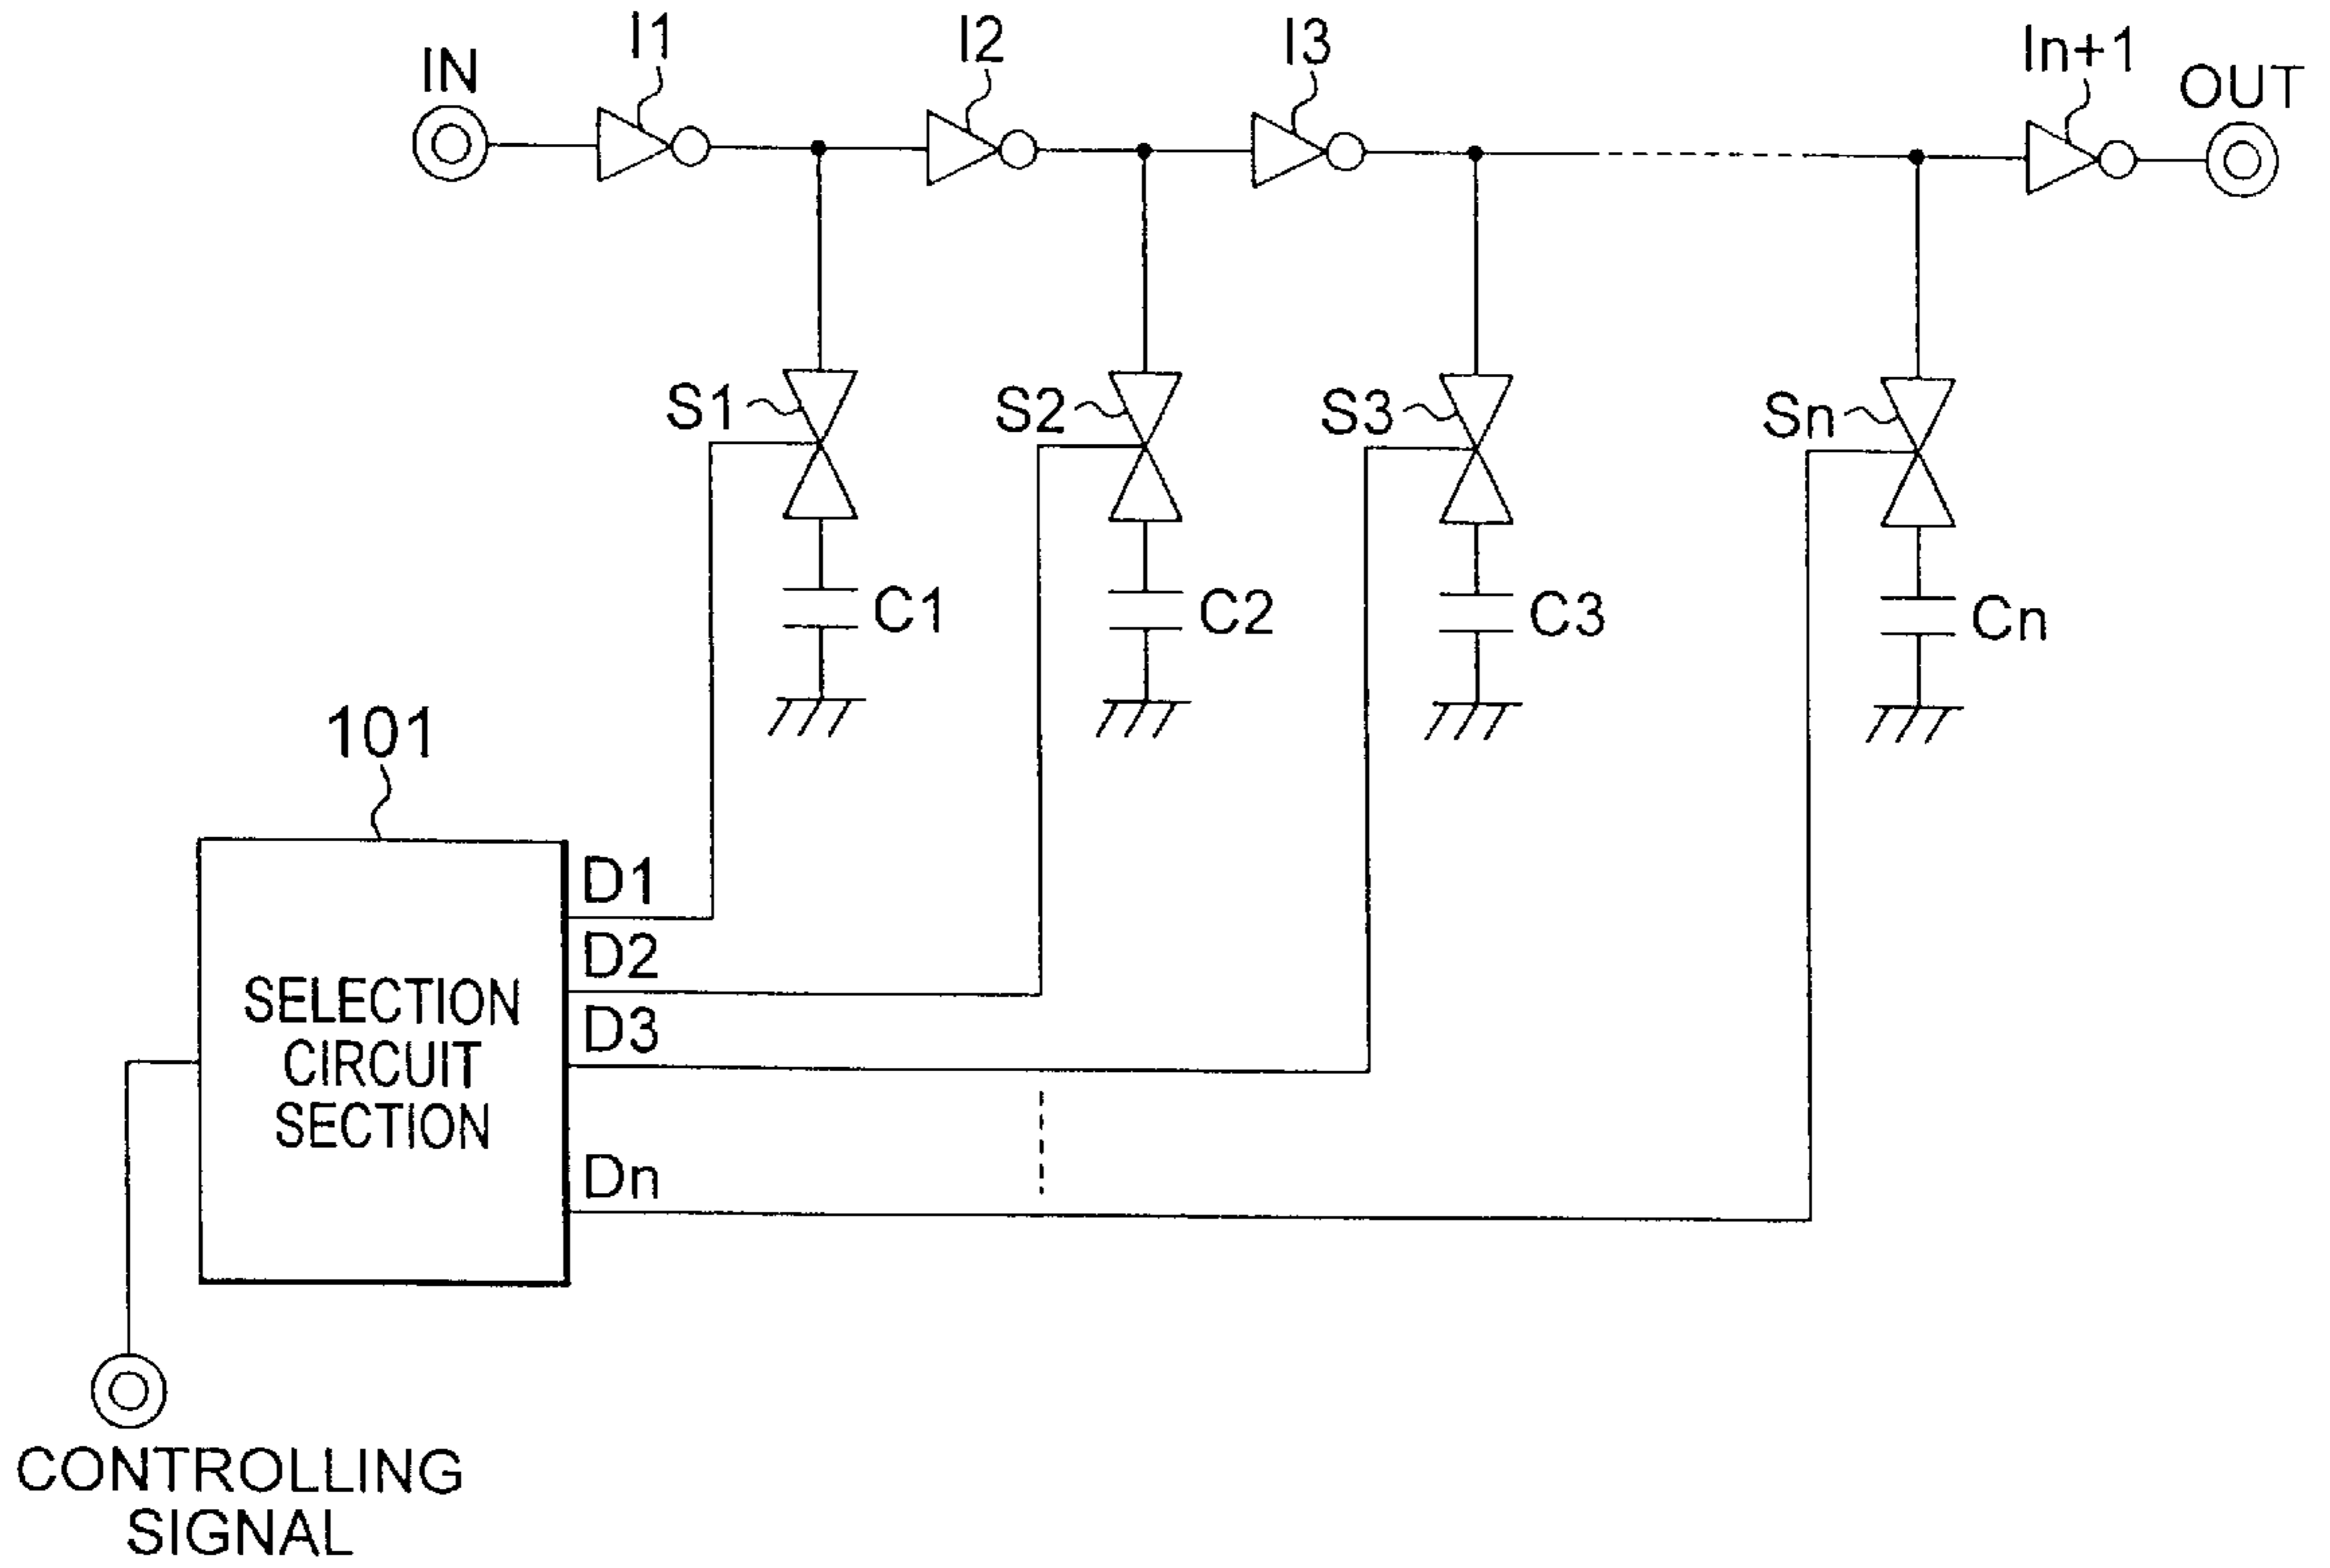 IN
I1
I2
I3
In+1
OUT
S1
S2
S3
Sn
C1
C2
C3
Cn
101
D1
D2
D3
Dn
SELECTION
CIRCUIT
SECTION
CONTROLLING
SIGNAL